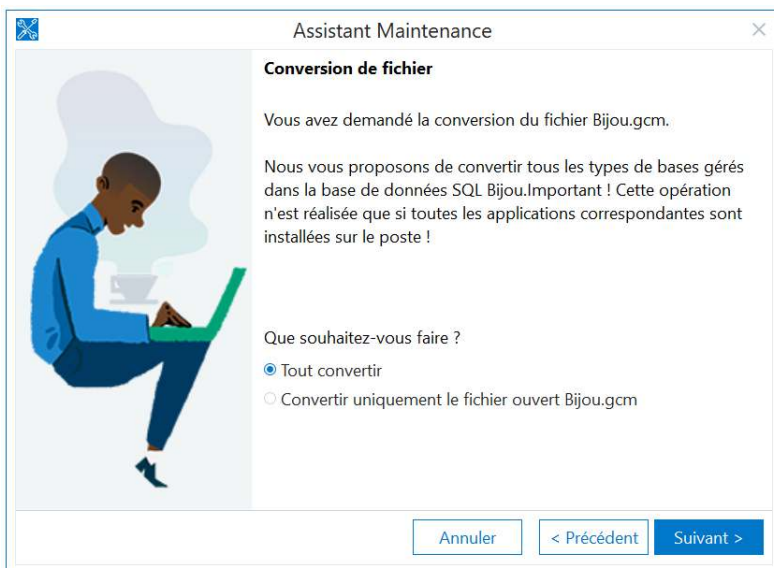 Assistant Maintenance
Conversion de fichier
Vous avez demandé la conversion du fichier Bijou.gcm.
Nous vous proposons de convertir tous les types de bases gérés
dans la base de données SQL Bijou.Important ! Cette opération
n'est réalisée que si toutes les applications correspondantes sont
installées sur le poste !
Que souhaitez-vous faire ?
Tout convertir
Convertir uniquement le fichier ouvert Bijou.gcm
Annuler
< Précédent
Suivant >